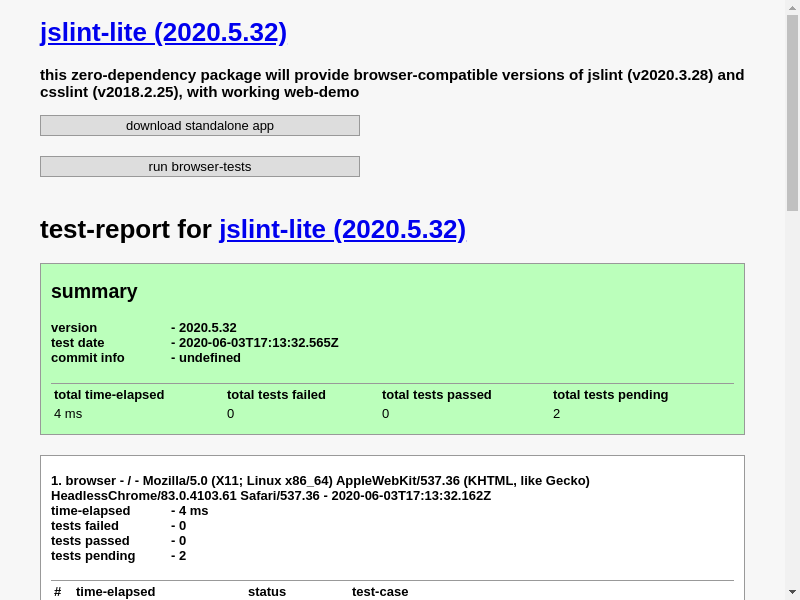 jslint-lite (2020.5.32)
this zero-dependency package will provide browser-compatible versions of jslint (v2020.3.28) and
csslint (v2018.2.25), with working web-demo
download standalone app
run browser-tests
test-report for jslint-lite (2020.5.32)
summary
version - 2020.5.32
test date - 2020-06-03T17:13:32.565Z
commit info - undefined
total time-elapsed total tests failed total tests passed total tests pending
4 ms 0 0 2
1. browser - / - Mozilla/5.0 (X11; Linux x86_64) AppleWebKit/537.36 (KHTML, like Gecko)
HeadlessChrome/83.0.4103.61 Safari/537.36 - 2020-06-03T17:13:32.162Z
time-elapsed - 4 ms
tests failed - 0
tests passed - 0
tests pending - 2
# time-elapsed status test-case